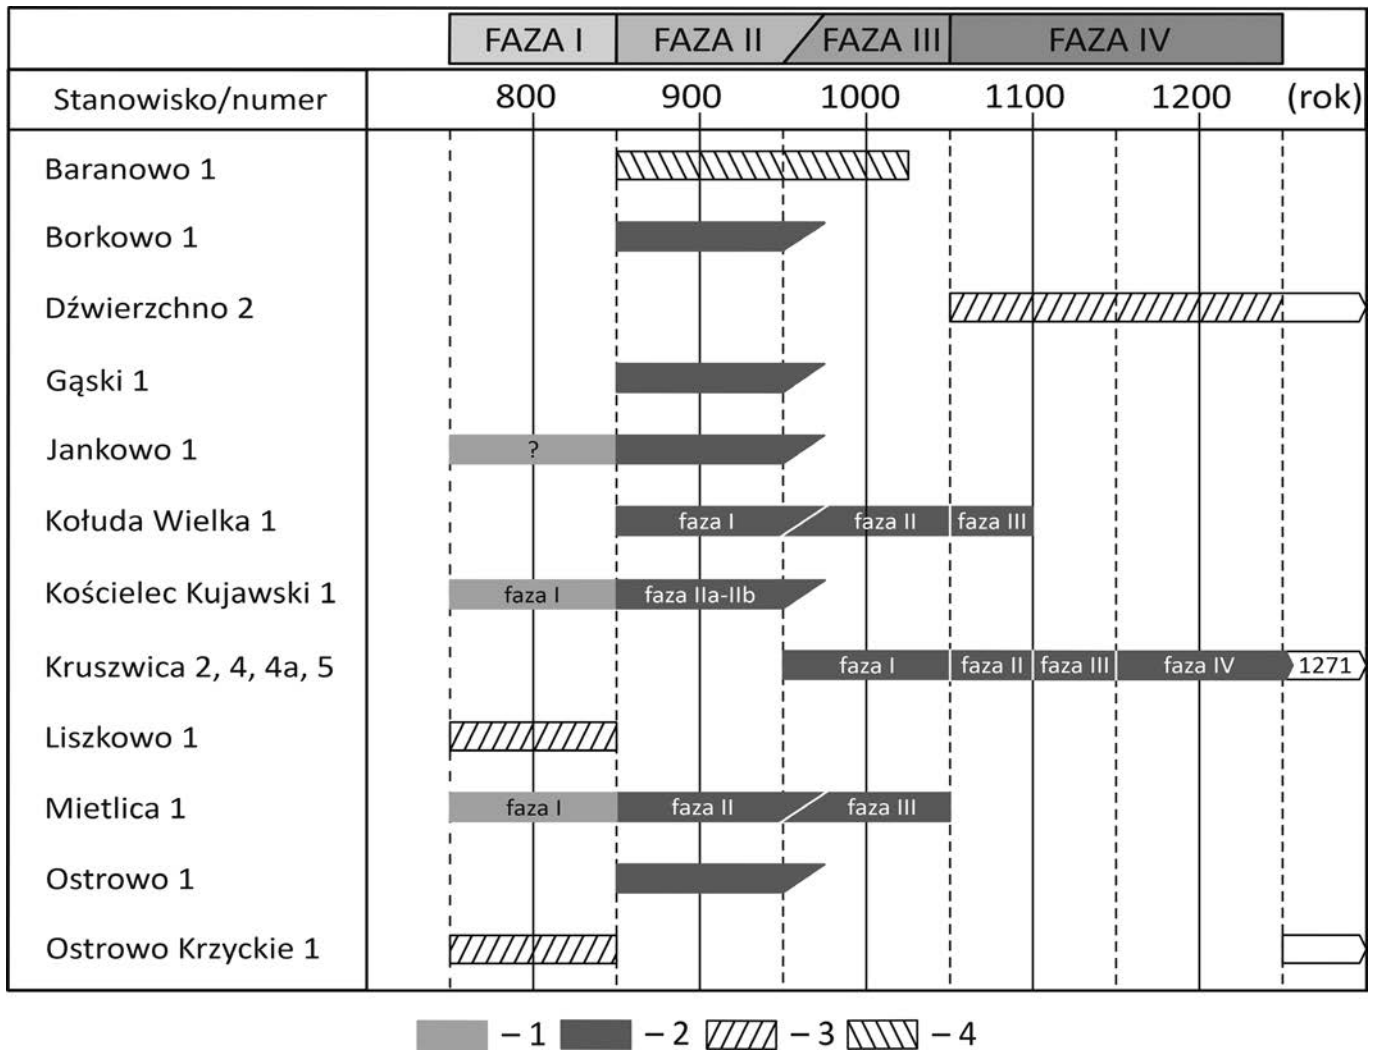 FAZA I FAZA II FAZA III FAZA IV
Stanowisko/numer 800 900 1000 1100 1200 (rok)
Baranowo 1
Borkowo 1
Dźwierzchno 2
Gąski 1
Jankowo 1 ?
Kołuda Wielka 1 faza I faza II faza III
Kościelec Kujawski 1 faza I faza IIa-IIb
Kruszwica 2, 4, 4a, 5 faza I faza II faza III faza IV 1271
Liszkowo 1
Mietlica 1 faza I faza II faza III
Ostrowo 1
Ostrowo Krzyckie 1
– 1 – 2 – 3 – 4